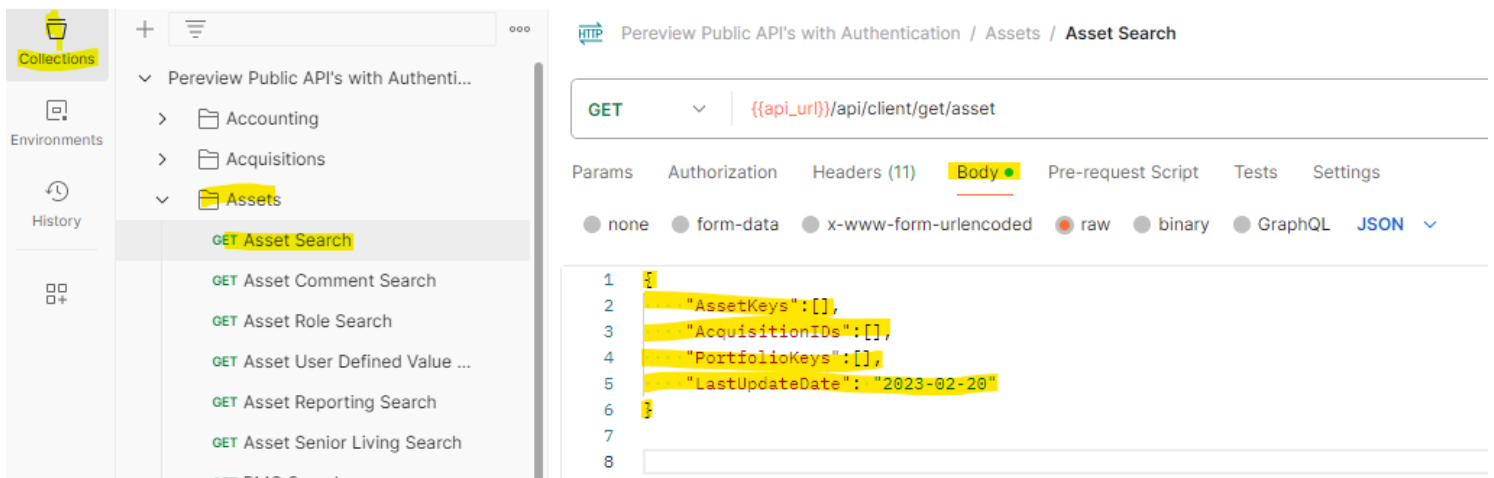 Collections
Environments
History
Pereview Public API's with Authenti...
Accounting
Acquisitions
Assets
GET Asset Search
GET Asset Comment Search
GET Asset Role Search
GET Asset User Defined Value ...
GET Asset Reporting Search
GET Asset Senior Living Search
HTTP Pereview Public API's with Authentication / Assets / Asset Search
GET {{api_url}}/api/client/get/asset
Params Authorization Headers (11) Body Pre-request Script Tests Settings
none form-data x-www-form-urlencoded raw binary GraphQL JSON
1 {
2 "AssetKeys":[],
3 "AcquisitionIDs":[],
4 "PortfolioKeys":[],
5 "LastUpdateDate": "2023-02-20"
6 }
7
8